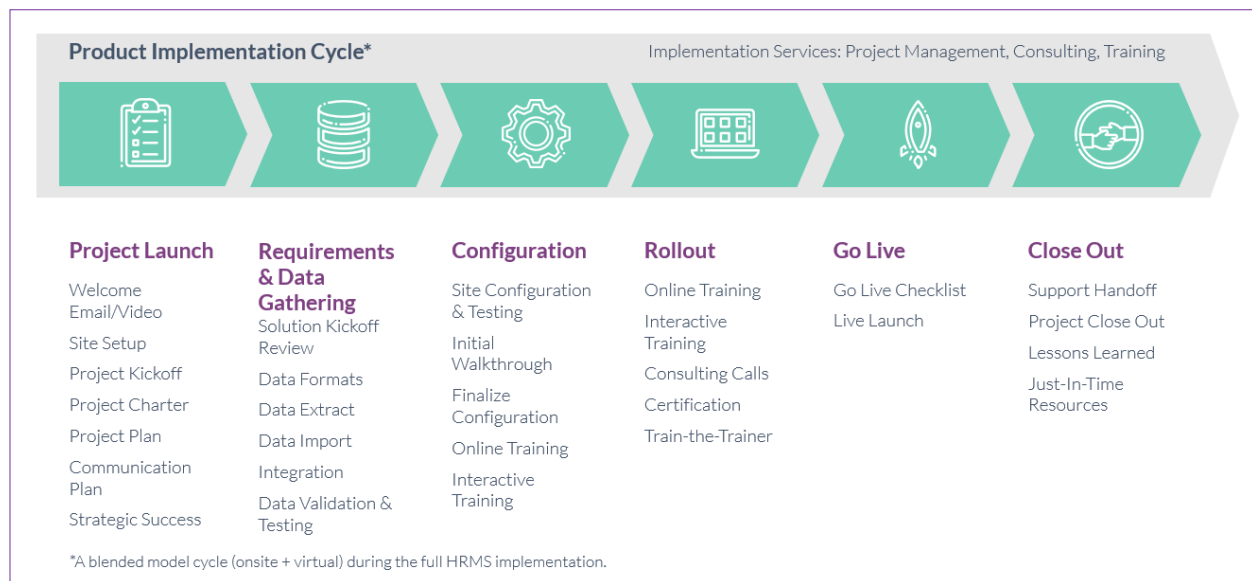 Product Implementation Cycle*
Implementation Services: Project Management, Consulting, Training
Project Launch
Welcome
Email/Video
Site Setup
Project Kickoff
Project Charter
Project Plan
Communication
Plan
Strategic Success
Requirements
& Data
Gathering
Solution Kickoff
Review
Data Formats
Data Extract
Data Import
Integration
Data Validation &
Testing
Configuration
Site Configuration
& Testing
Initial
Walkthrough
Finalize
Configuration
Online Training
Interactive
Training
Rollout
Online Training
Interactive
Training
Consulting Calls
Certification
Train-the-Trainer
Go Live
Go Live Checklist
Live Launch
Close Out
Support Handoff
Project Close Out
Lessons Learned
Just-In-Time
Resources
*A blended model cycle (onsite + virtual) during the full HRMS implementation.